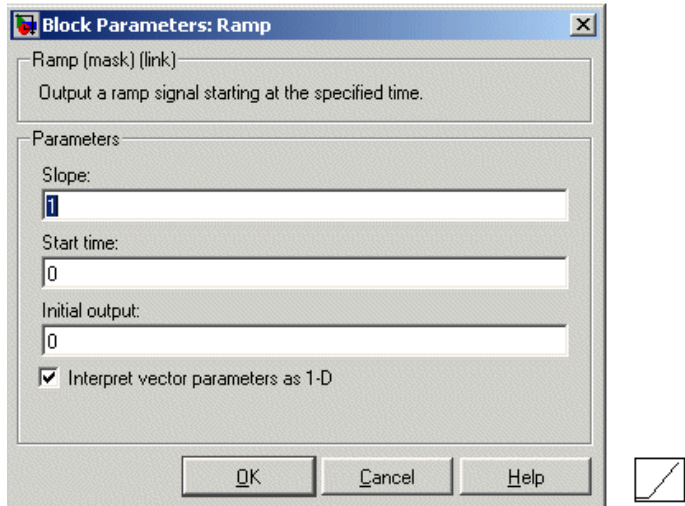 Block Parameters: Ramp
Ramp (mask) (link)
Output a ramp signal starting at the specified time.
Parameters
Slope:
1
Start time:
0
Initial output:
0
Interpret vector parameters as 1-D
OK Cancel Help